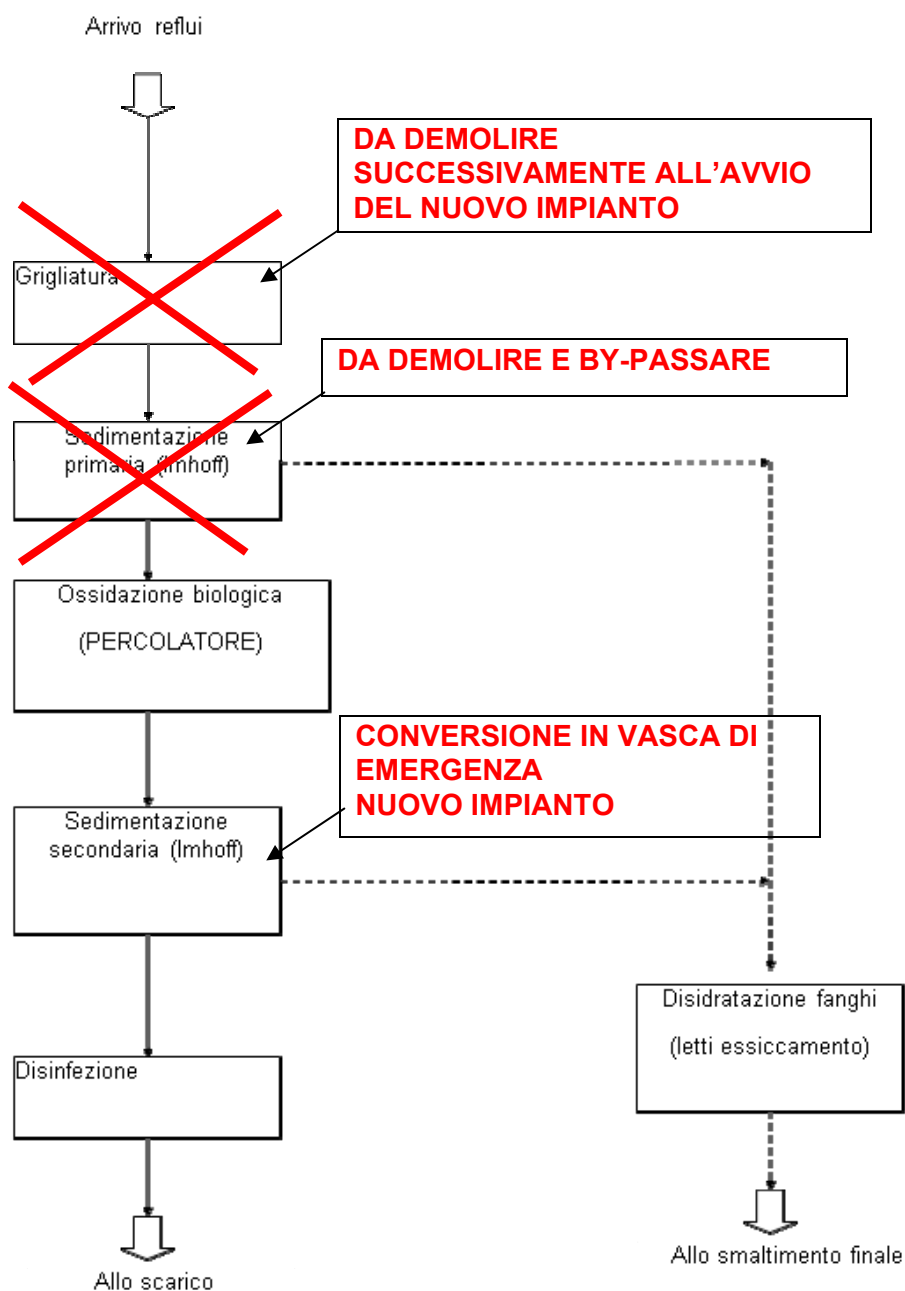 Arrivo reflui
DA DEMOLIRE
SUCCESSIVAMENTE ALL’AVVIO
DEL NUOVO IMPIANTO
Grigliatura
DA DEMOLIRE E BY-PASSARE
Sedimentazione
primaria (Imhoff)
Ossidazione biologica
(PERCOLATORE)
CONVERSIONE IN VASCA DI
EMERGENZA
NUOVO IMPIANTO
Sedimentazione
secondaria (Imhoff)
Disidratazione fanghi
(letti essiccamento)
Disinfezione
Allo smaltimento finale
Allo scarico